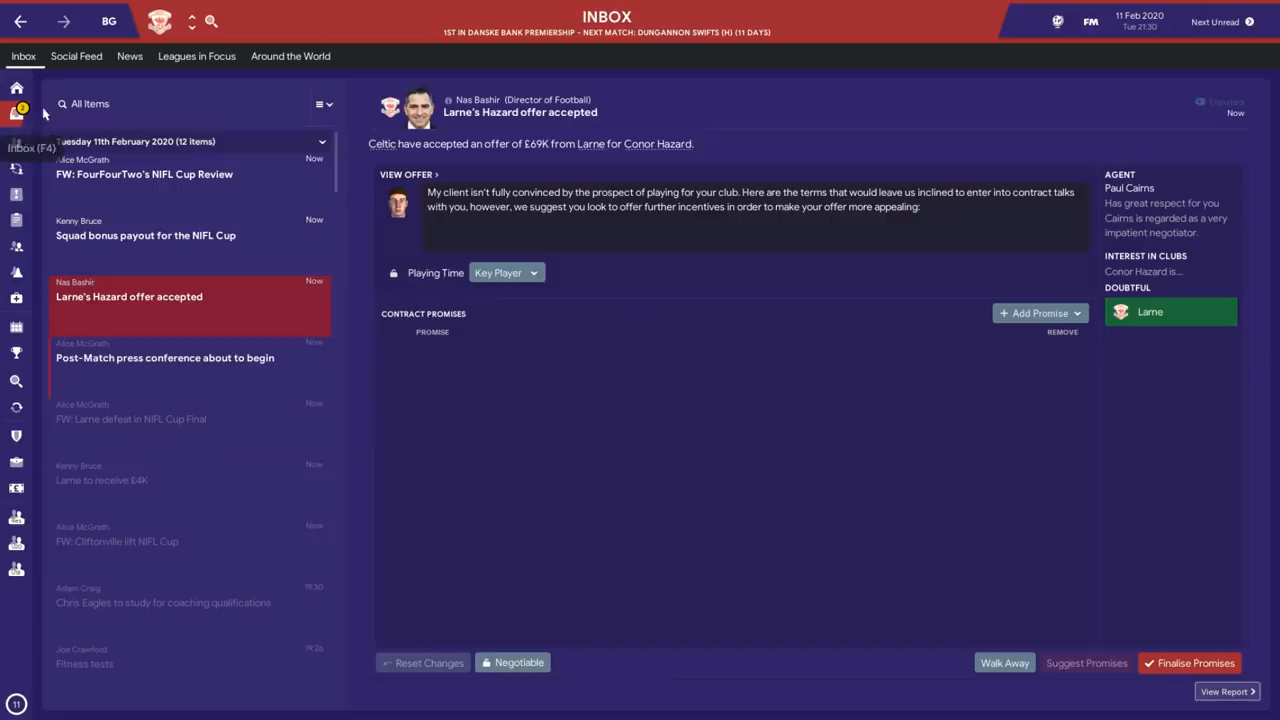 BG
INBOX
1ST IN DANSKE BANK PREMIERSHIP - NEXT MATCH: DUNGANNON SWIFTS (H) (11 DAYS)
FM
11 Feb 2020
Tue 21:30
Next Unread
Inbox
Social Feed
News
Leagues in Focus
Around the World
2
Inbox (F4)
All Items
Tuesday 11th February 2020 (12 items)
Alice McGrath
Now
FW: FourFourTwo's NIFL Cup Review
Kenny Bruce
Now
Squad bonus payout for the NIFL Cup
Nas Bashir
Now
Larne's Hazard offer accepted
Alice McGrath
Now
Post-Match press conference about to begin
Alice McGrath
Now
FW: Larne defeat in NIFL Cup Final
Kenny Bruce
Now
Larne to receive £4K
Alice McGrath
Now
FW: Cliftonville lift NIFL Cup
Adam Craig
19:30
Chris Eagles to study for coaching qualifications
Joe Crawford
19:26
Fitness tests
11
Nas Bashir (Director of Football)
Larne's Hazard offer accepted
Transfers
Now
Celtic have accepted an offer of £69K from Larne for Conor Hazard.
VIEW OFFER >
My client isn't fully convinced by the prospect of playing for your club. Here are the terms that would leave us inclined to enter into contract talks
with you, however, we suggest you look to offer further incentives in order to make your offer more appealing:
Playing Time
Key Player
CONTRACT PROMISES
+ Add Promise
PROMISE
REMOVE
AGENT
Paul Cairns
Has great respect for you
Cairns is regarded as a very
impatient negotiator.
INTEREST IN CLUBS
Conor Hazard is...
DOUBTFUL
Larne
Reset Changes
Negotiable
Walk Away
Suggest Promises
Finalise Promises
View Report >